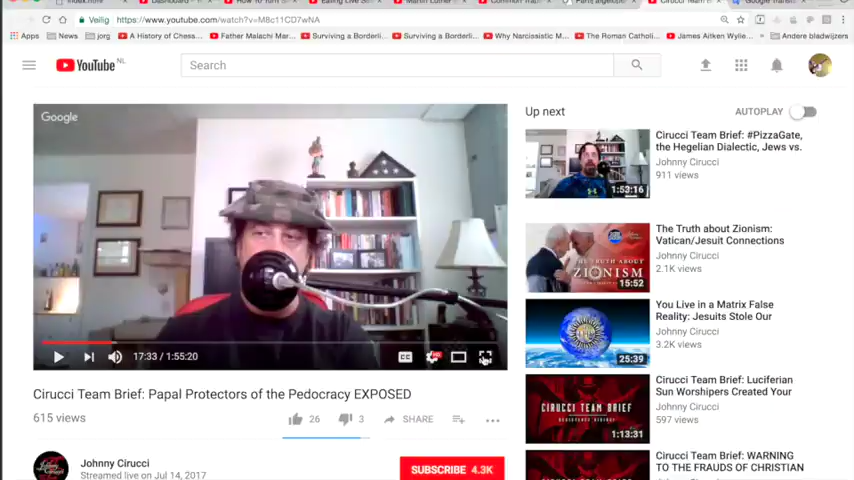 Veilig https://www.youtube.com/watch?v=M8c11CD7wNA
Apps News jorg A History of Chess... Father Malachi Mar... Surviving a Borderli... Surviving a Borderli... Why Narcissistic M... The Roman Catholi... James Aitken Wylie... » Andere bladwijzers
YouTube NL
Search
Google
17:33 / 1:55:20
HD
Cirucci Team Brief: Papal Protectors of the Pedocracy EXPOSED
615 views
26 3 SHARE
Johnny Cirucci
Streamed live on Jul 14, 2017
SUBSCRIBE 4.3K
Up next
AUTOPLAY
1:53:16
Cirucci Team Brief: #PizzaGate,
the Hegelian Dialectic, Jews vs.
Johnny Cirucci
911 views
THE TRUTH ABOUT
ZIONISM
15:52
The Truth about Zionism:
Vatican/Jesuit Connections
Johnny Cirucci
2.1K views
25:39
You Live in a Matrix False
Reality: Jesuits Stole Our
Johnny Cirucci
3.2K views
CIRUCCI TEAM BRIEF
1:13:31
Cirucci Team Brief: Luciferian
Sun Worshipers Created Your
Johnny Cirucci
597 views
Cirucci Team Brief: WARNING
TO THE FRAUDS OF CHRISTIAN